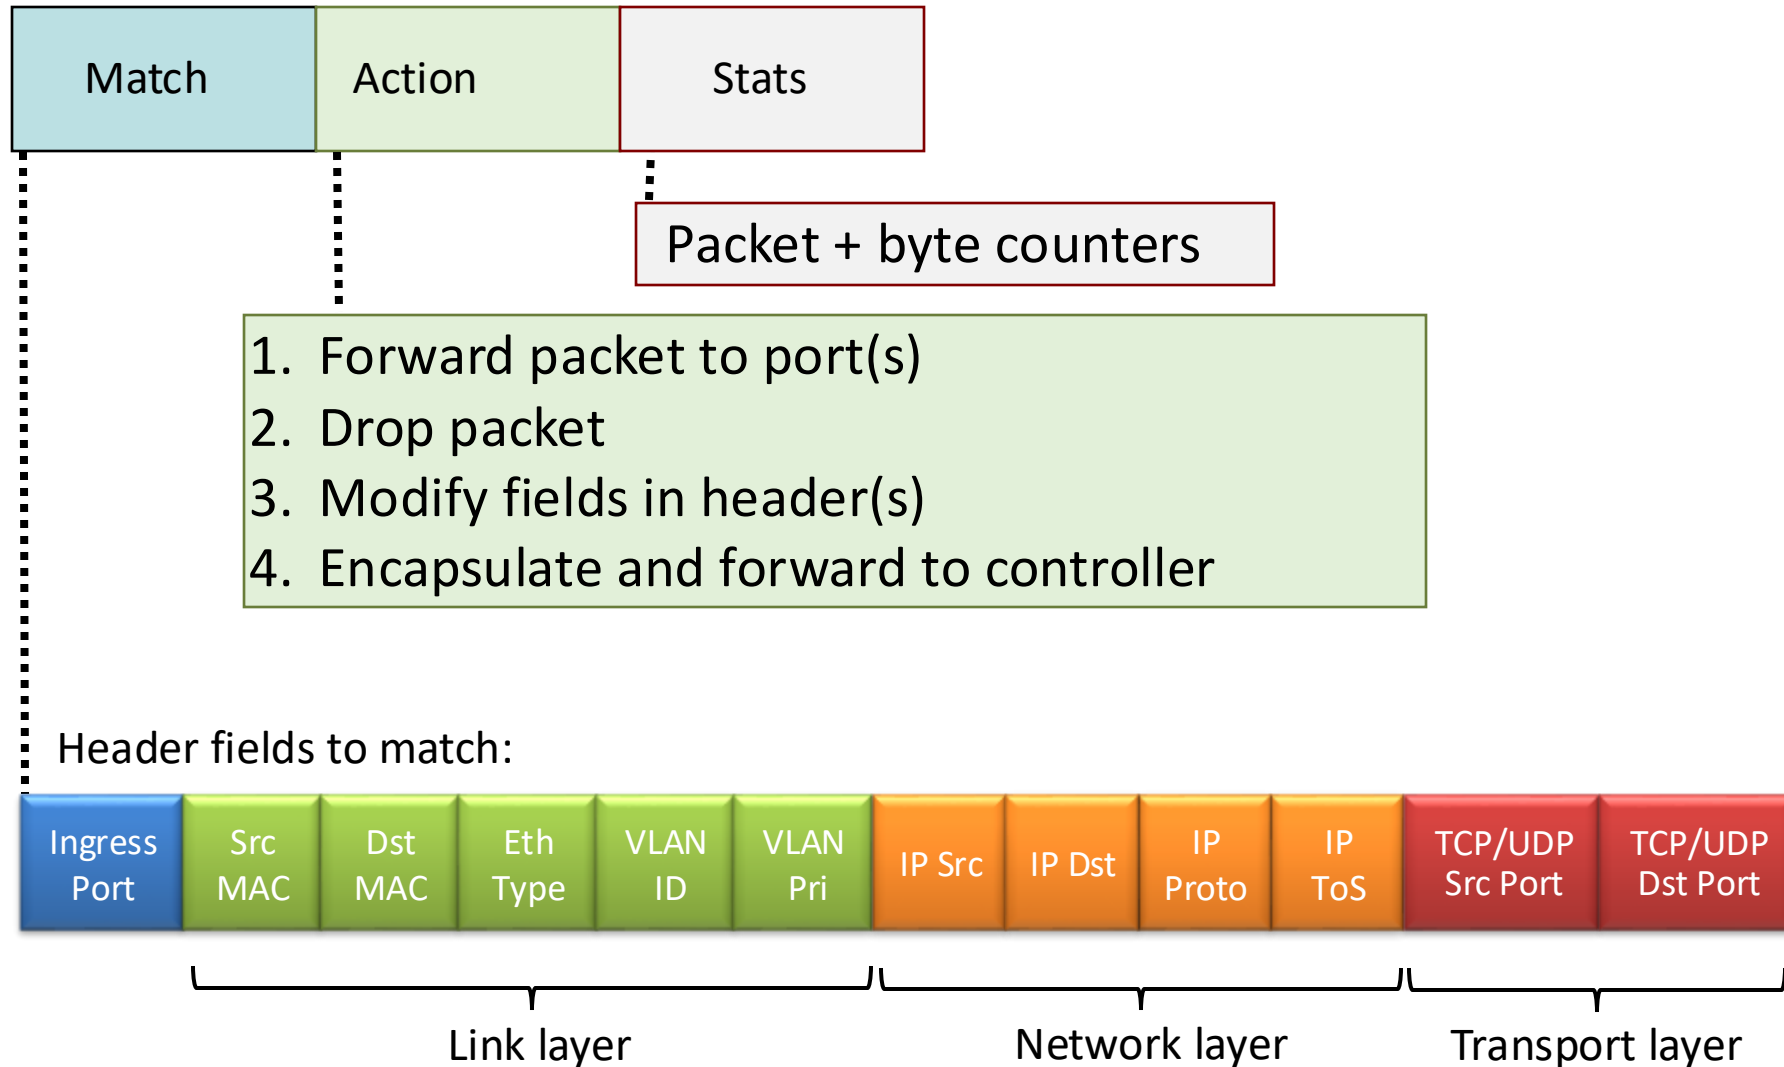 Match
Action
Stats
Packet + byte counters
1. Forward packet to port(s)
2. Drop packet
3. Modify fields in header(s)
4. Encapsulate and forward to controller
Header fields to match:
Ingress
Port
Src
MAC
Dst
MAC
Eth
Type
VLAN
ID
VLAN
Pri
IP Src
IP Dst
IP
Proto
IP
ToS
TCP/UDP
Src Port
TCP/UDP
Dst Port
Link layer
Network layer
Transport layer